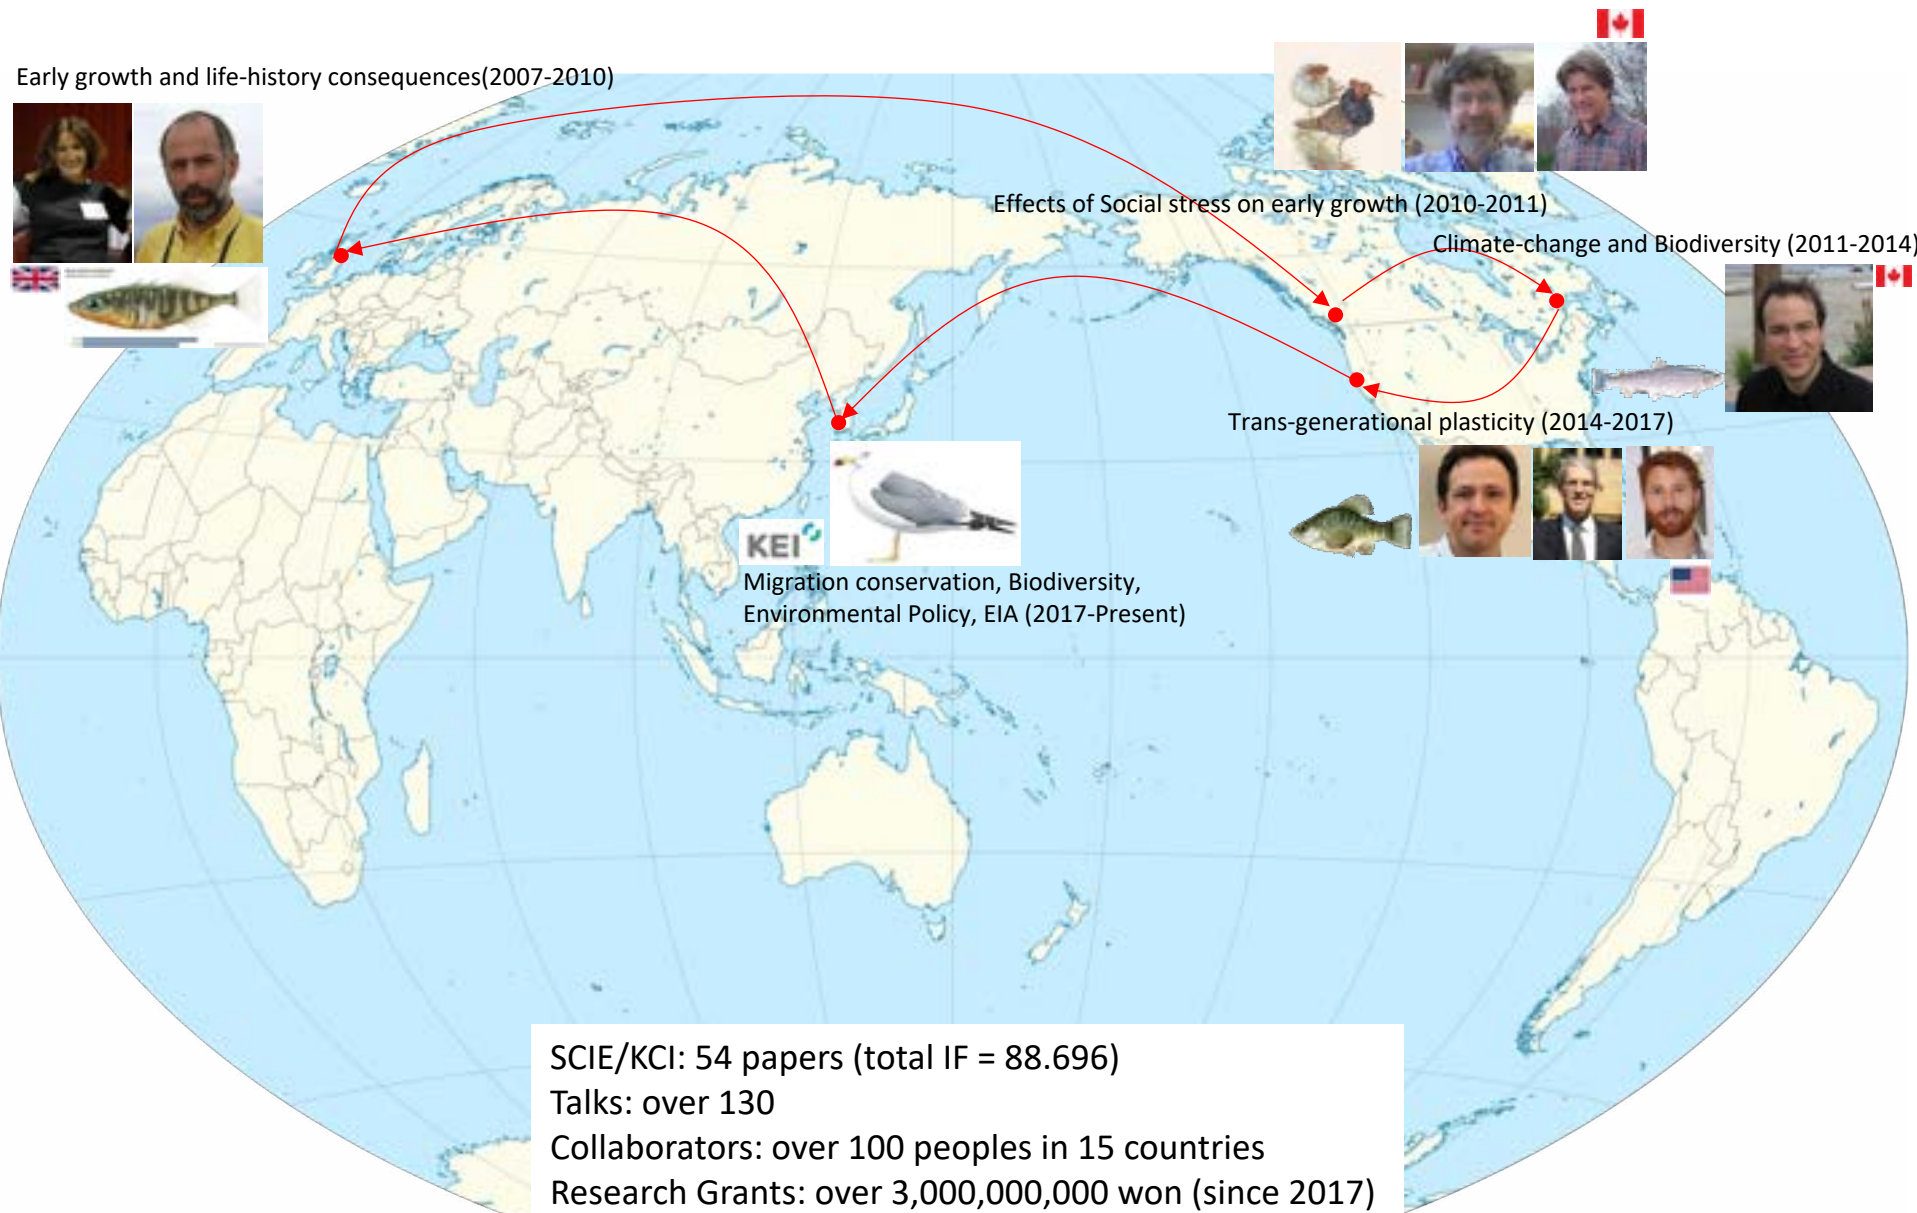 Early growth and life-history consequences(2007-2010)
Effects of Social stress on early growth (2010-2011)
Climate-change and Biodiversity (2011-2014)
Trans-generational plasticity (2014-2017)
KEI
Migration conservation, Biodiversity,
Environmental Policy, EIA (2017-Present)
SCIE/KCI: 54 papers (total IF = 88.696)
Talks: over 130
Collaborators: over 100 peoples in 15 countries
Research Grants: over 3,000,000,000 won (since 2017)